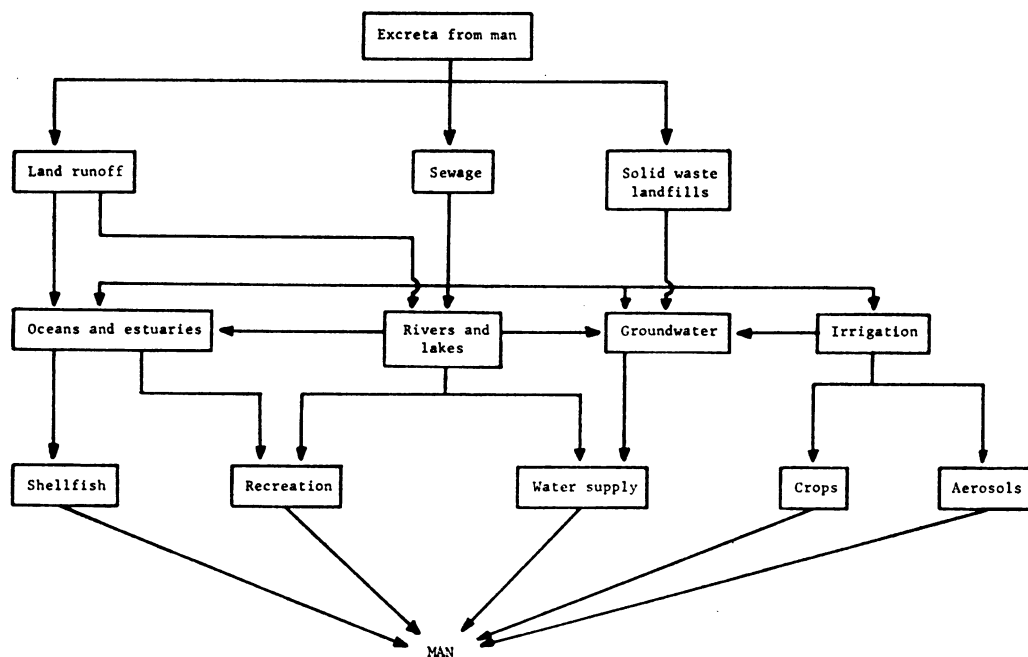 Excreta from man
Land runoff
Sewage
Solid waste
landfills
Oceans and estuaries
Rivers and
lakes
Groundwater
Irrigation
Shellfish
Recreation
Water supply
Crops
Aerosols
MAN